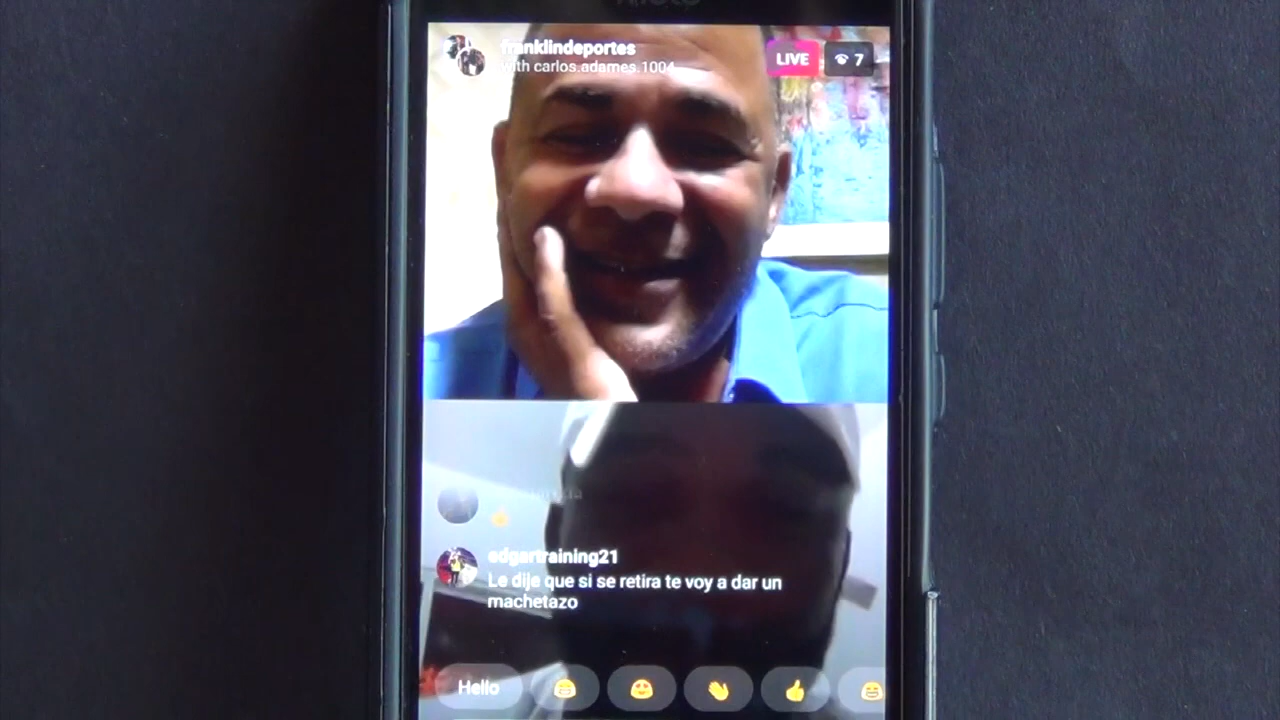 franklindeportes
with carlos.adames.1004
LIVE
7
edgartraining21
Le dije que si se retira te voy a dar un
machetazo
Hello